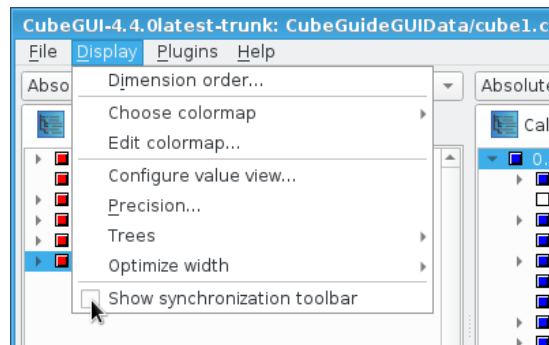 CubeGUI-4.4.0latest-trunk: CubeGuideGUIData/cube1.c
File Display Plugins Help
Abso
Absolute
Dimension order...
Choose colormap
Cal
Edit colormap...
0.
Configure value view...
Precision...
Trees
Optimize width
Show synchronization toolbar